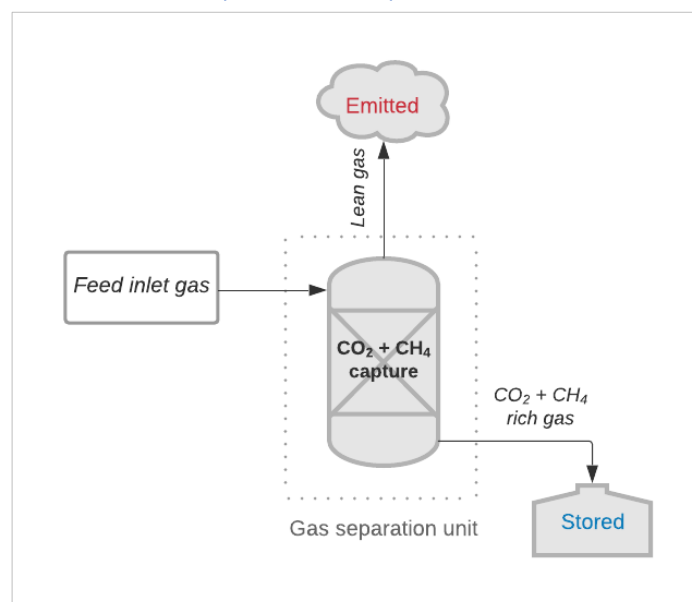 Emitted
Lean gas
Feed inlet gas
CO₂ + CH₄
capture
CO₂ + CH₄
rich gas
Stored
Gas separation unit